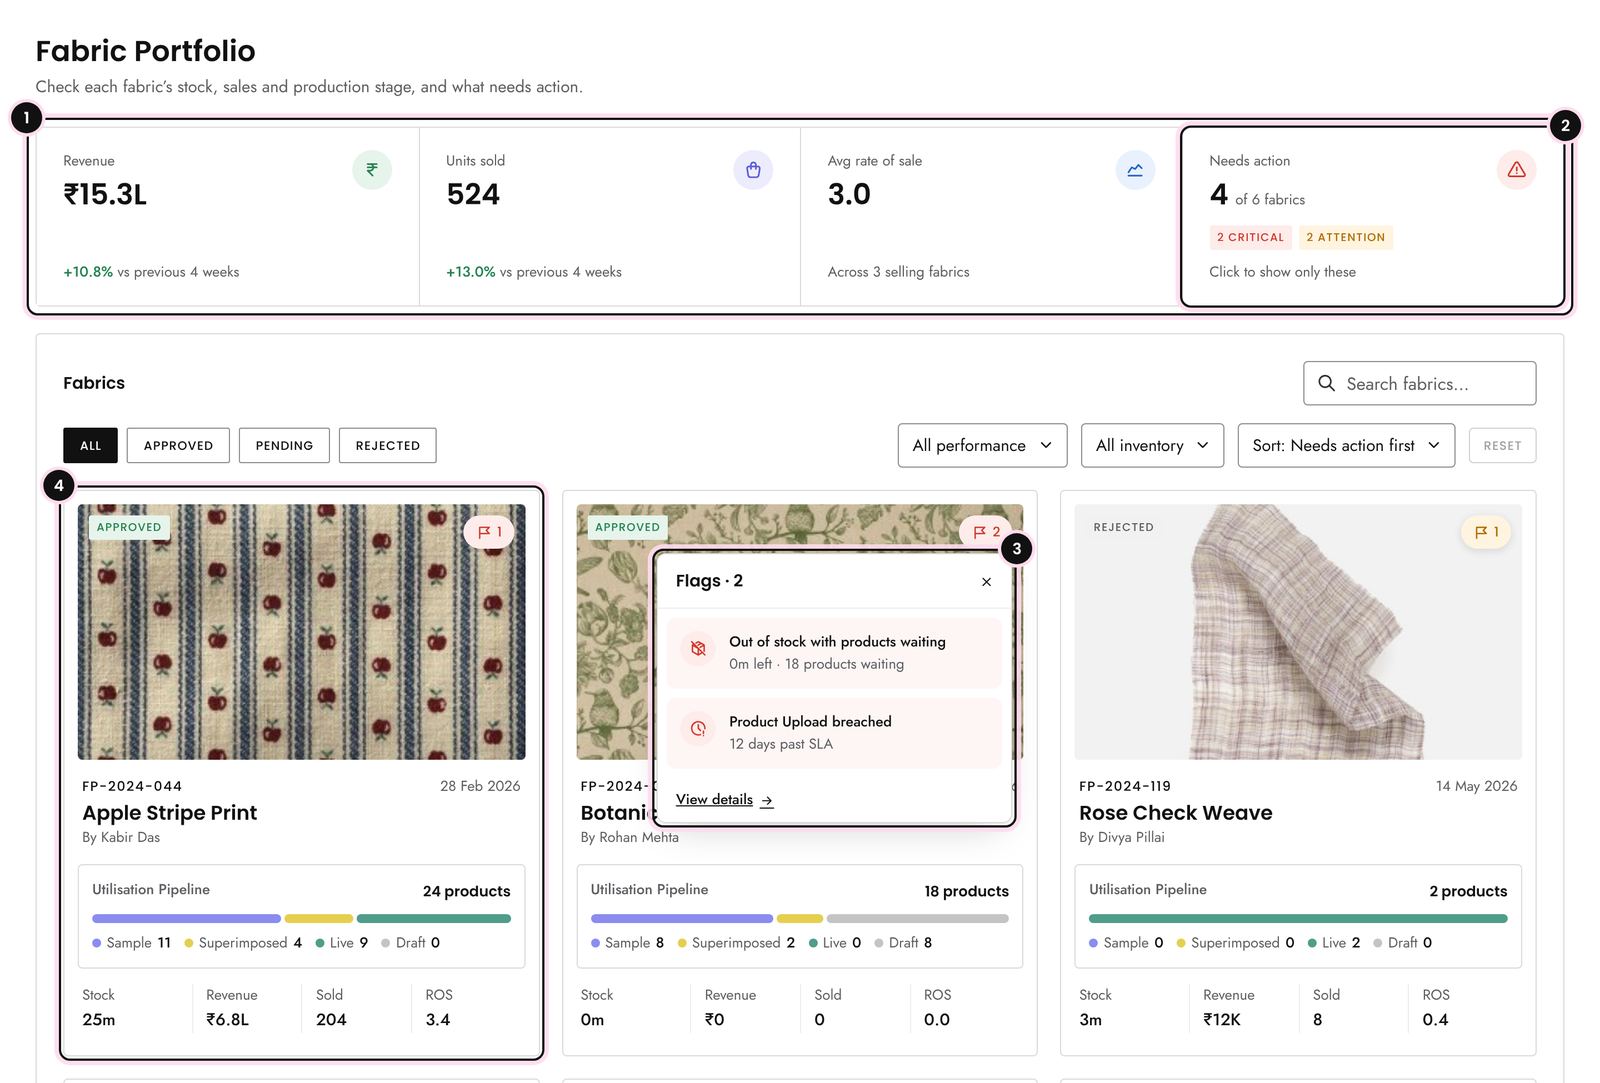 Fabric Portfolio
Check each fabric's stock, sales and production stage, and what needs action.
1
2
Revenue
₹15.3L
+10.8% vs previous 4 weeks
Units sold
524
+13.0% vs previous 4 weeks
Avg rate of sale
3.0
Across 3 selling fabrics
Needs action
4 of 6 fabrics
2 CRITICAL 2 ATTENTION
Click to show only these
Fabrics
Search fabrics...
ALL APPROVED PENDING REJECTED
All performance All inventory Sort: Needs action first RESET
4
APPROVED 1
FP-2024-044 28 Feb 2026
Apple Stripe Print
By Kabir Das
Utilisation Pipeline 24 products
Sample 11 Superimposed 4 Live 9 Draft 0
Stock Revenue Sold ROS
25m ₹6.8L 204 3.4
APPROVED 2
3
Flags · 2
Out of stock with products waiting
0m left · 18 products waiting
Product Upload breached
12 days past SLA
View details →
By Rohan Mehta
Utilisation Pipeline 18 products
Sample 8 Superimposed 2 Live 0 Draft 8
Stock Revenue Sold ROS
0m ₹0 0 0.0
REJECTED 1
FP-2024-119 14 May 2026
Rose Check Weave
By Divya Pillai
Utilisation Pipeline 2 products
Sample 0 Superimposed 0 Live 2 Draft 0
Stock Revenue Sold ROS
3m ₹12K 8 0.4